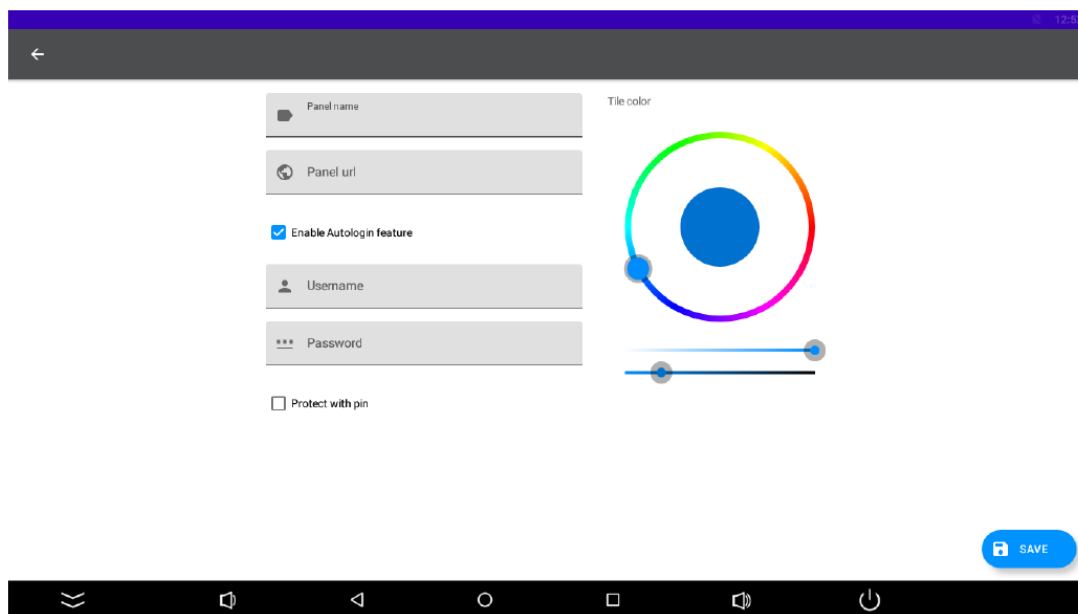 Panel name
Panel url
Enable Autologin feature
Username
Password
Protect with pin
Tile color
SAVE